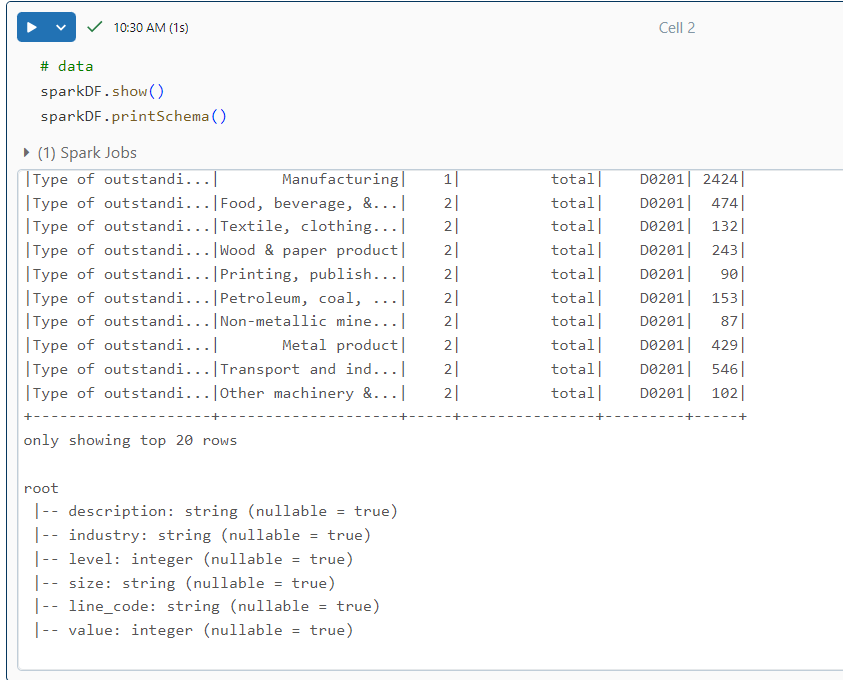 10:30 AM (1s)
Cell 2
# data
sparkDF.show()
sparkDF.printSchema()
(1) Spark Jobs
|Type of outstandi...|       Manufacturing|    1|          total|    D0201| 2424|
|Type of outstandi...|Food, beverage, &...|    2|          total|    D0201|  474|
|Type of outstandi...|Textile, clothing...|    2|          total|    D0201|  132|
|Type of outstandi...|Wood & paper product|    2|          total|    D0201|  243|
|Type of outstandi...|Printing, publish...|    2|          total|    D0201|   90|
|Type of outstandi...|Petroleum, coal, ...|    2|          total|    D0201|  153|
|Type of outstandi...|Non-metallic mine...|    2|          total|    D0201|   87|
|Type of outstandi...|       Metal product|    2|          total|    D0201|  429|
|Type of outstandi...|Transport and ind...|    2|          total|    D0201|  546|
|Type of outstandi...|Other machinery &...|    2|          total|    D0201|  102|
+--------------------+--------------------+-----+---------------+---------+-----+
only showing top 20 rows
root
 |-- description: string (nullable = true)
 |-- industry: string (nullable = true)
 |-- level: integer (nullable = true)
 |-- size: string (nullable = true)
 |-- line_code: string (nullable = true)
 |-- value: integer (nullable = true)